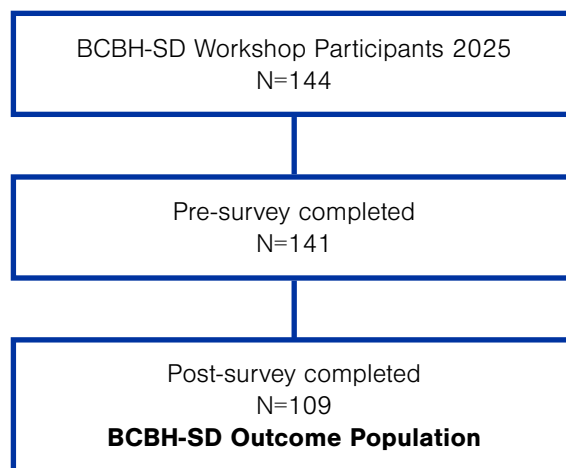 BCBH-SD Workshop Participants 2025
N=144
Pre-survey completed
N=141
Post-survey completed
N=109
BCBH-SD Outcome Population